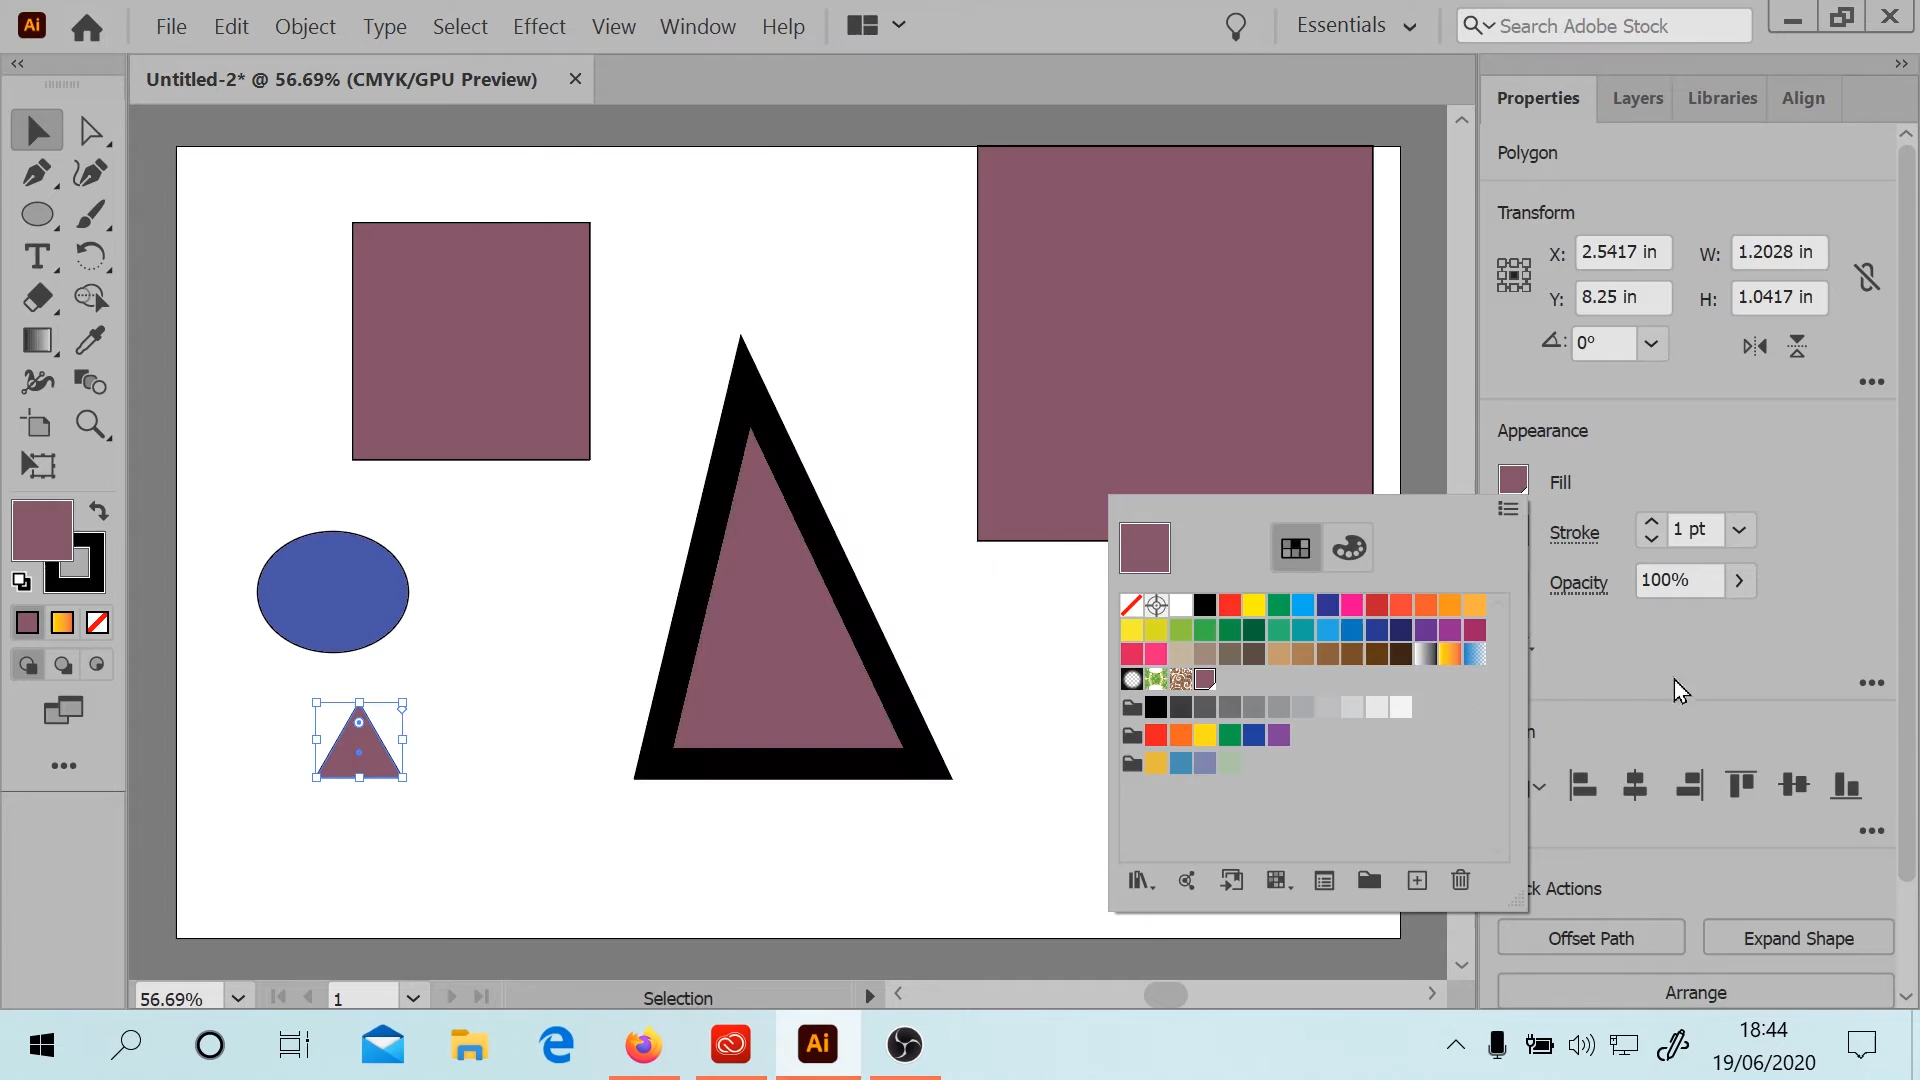 Ai File Edit Object Type Select Effect View Window Help Essentials Search Adobe Stock
Untitled-2* @ 56.69% (CMYK/GPU Preview)
Properties Layers Libraries Align
Polygon
Transform
X: 2.5417 in W: 1.2028 in
Y: 8.25 in H: 1.0417 in
0°
Appearance
Fill
Stroke 1 pt
Opacity 100%
n
ck Actions
Offset Path Expand Shape
Arrange
56.69% 1 Selection
Ai
18:44
19/06/2020